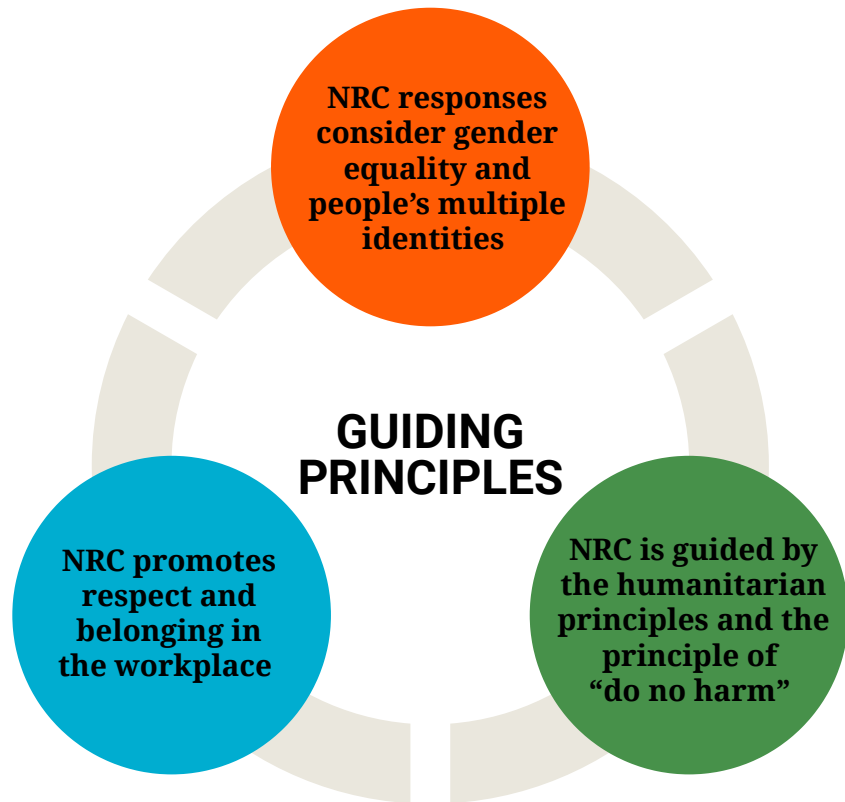 NRC responses
consider gender
equality and
people’s multiple
identities
GUIDING
PRINCIPLES
NRC promotes
respect and
belonging in
the workplace
NRC is guided by
the humanitarian
principles and the
principle of
“do no harm”